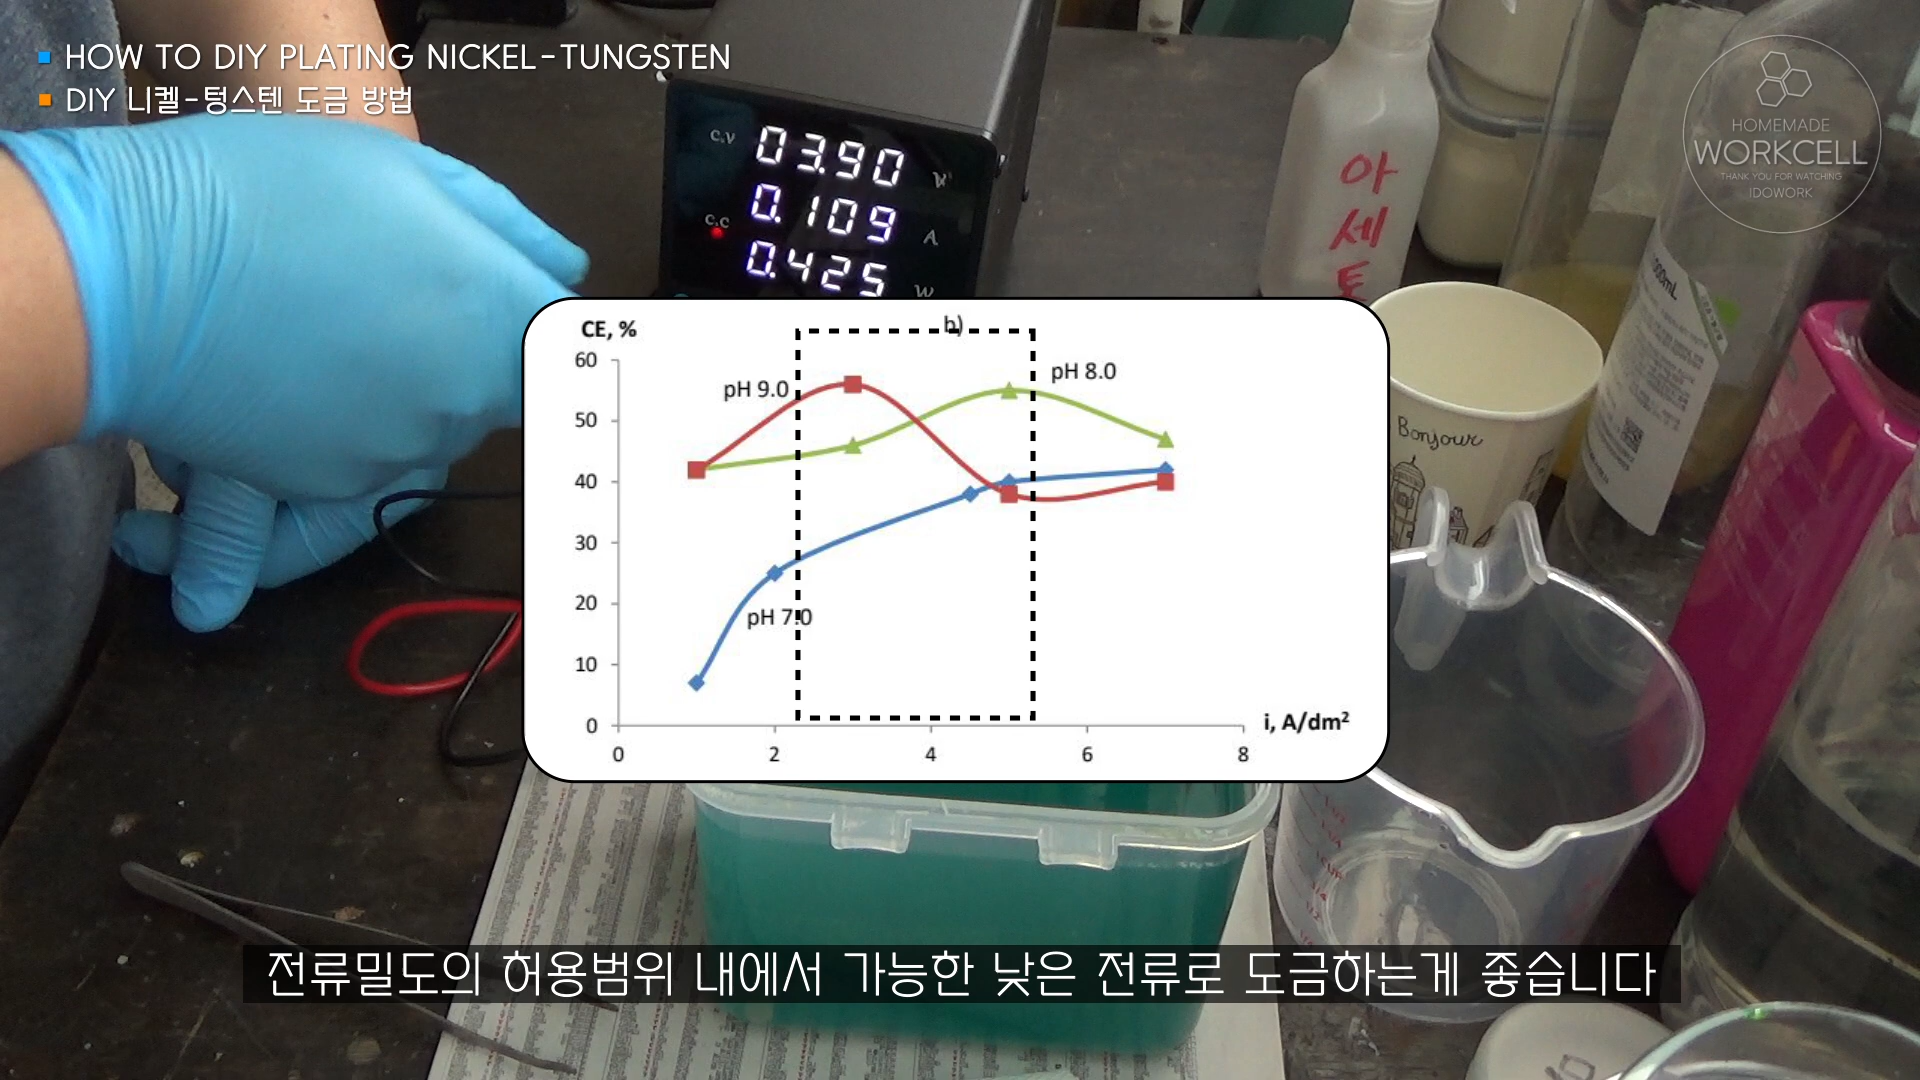 HOW TO DIY PLATING NICKEL-TUNGSTEN
DIY 니켈-텅스텐 도금 방법
HOMEMADE
WORKCELL
THANK YOU FOR WATCHING
IDOWORK
C.V 03.90 V
C.C 0.109 A
0.425 W
아세토
Bonjour
CE, %
b)
60
50
40
30
20
10
0
pH 9.0
pH 8.0
pH 7.0
0 2 4 6 8
i, A/dm²
전류밀도의 허용범위 내에서 가능한 낮은 전류로 도금하는게 좋습니다